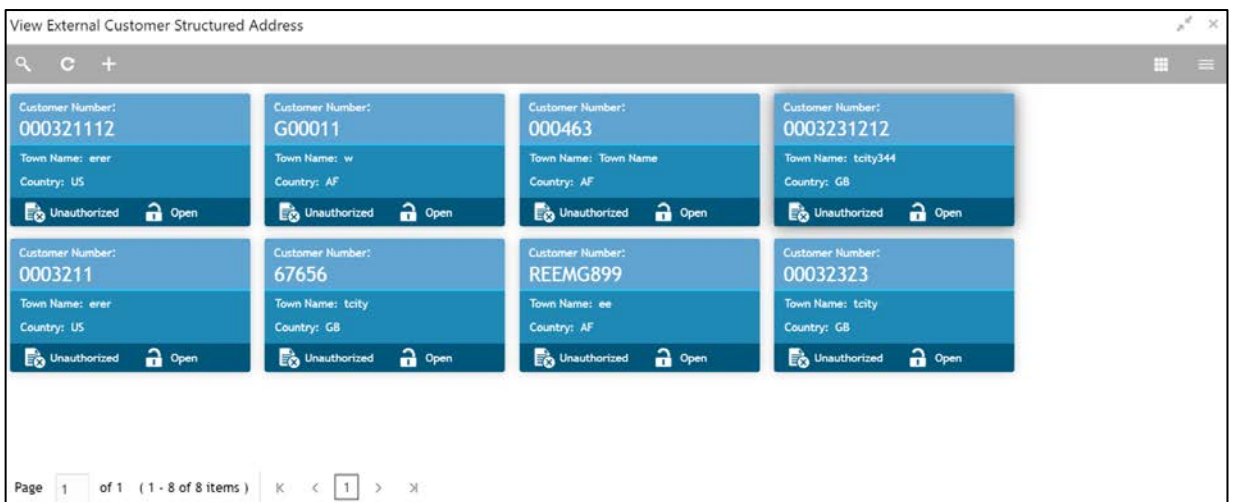 View External Customer Structured Address
Customer Number:
000321112
Town Name: erer
Country: US
Unauthorized Open
Customer Number:
G00011
Town Name: w
Country: AF
Unauthorized Open
Customer Number:
000463
Town Name: Town Name
Country: AF
Unauthorized Open
Customer Number:
0003231212
Town Name: tcity344
Country: GB
Unauthorized Open
Customer Number:
0003211
Town Name: erer
Country: US
Unauthorized Open
Customer Number:
67656
Town Name: tcity
Country: GB
Unauthorized Open
Customer Number:
REEMG899
Town Name: ee
Country: AF
Unauthorized Open
Customer Number:
00032323
Town Name: tcity
Country: GB
Unauthorized Open
Page 1 of 1 ( 1 - 8 of 8 items ) 1